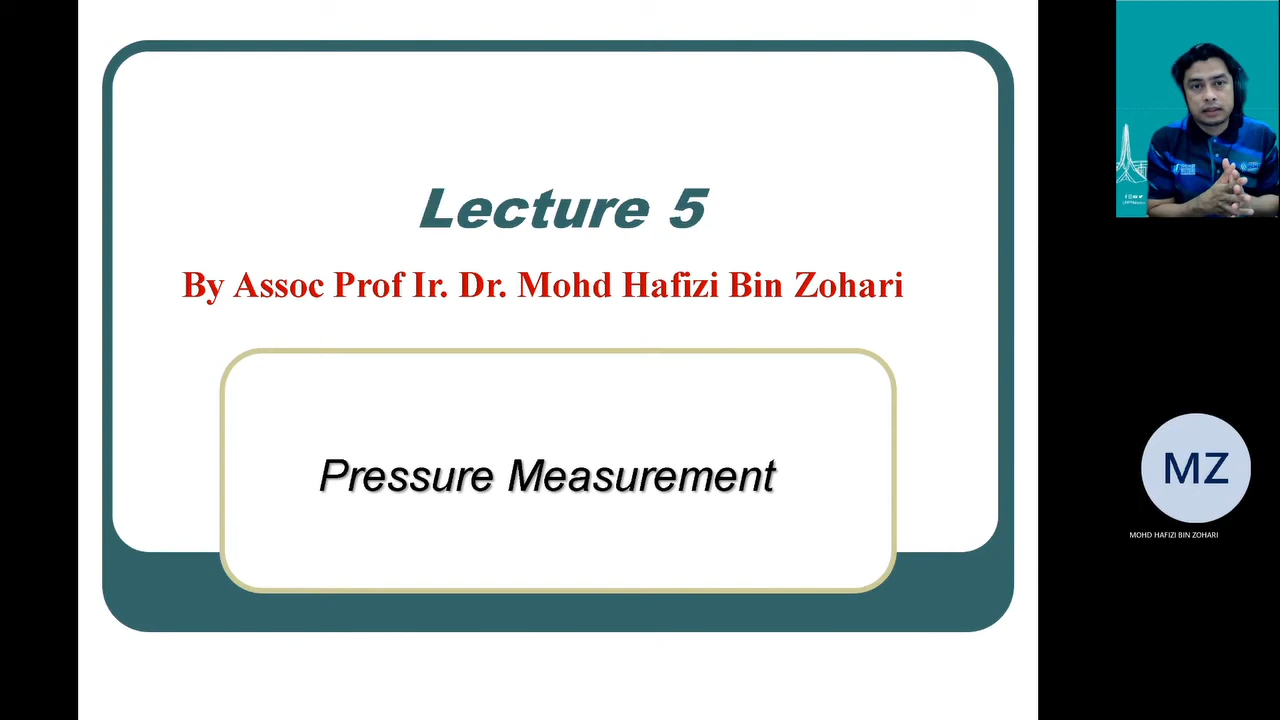 Lecture 5
By Assoc Prof Ir. Dr. Mohd Hafizi Bin Zohari
Pressure Measurement
MZ
MOHD HAFIZI BIN ZOHARI